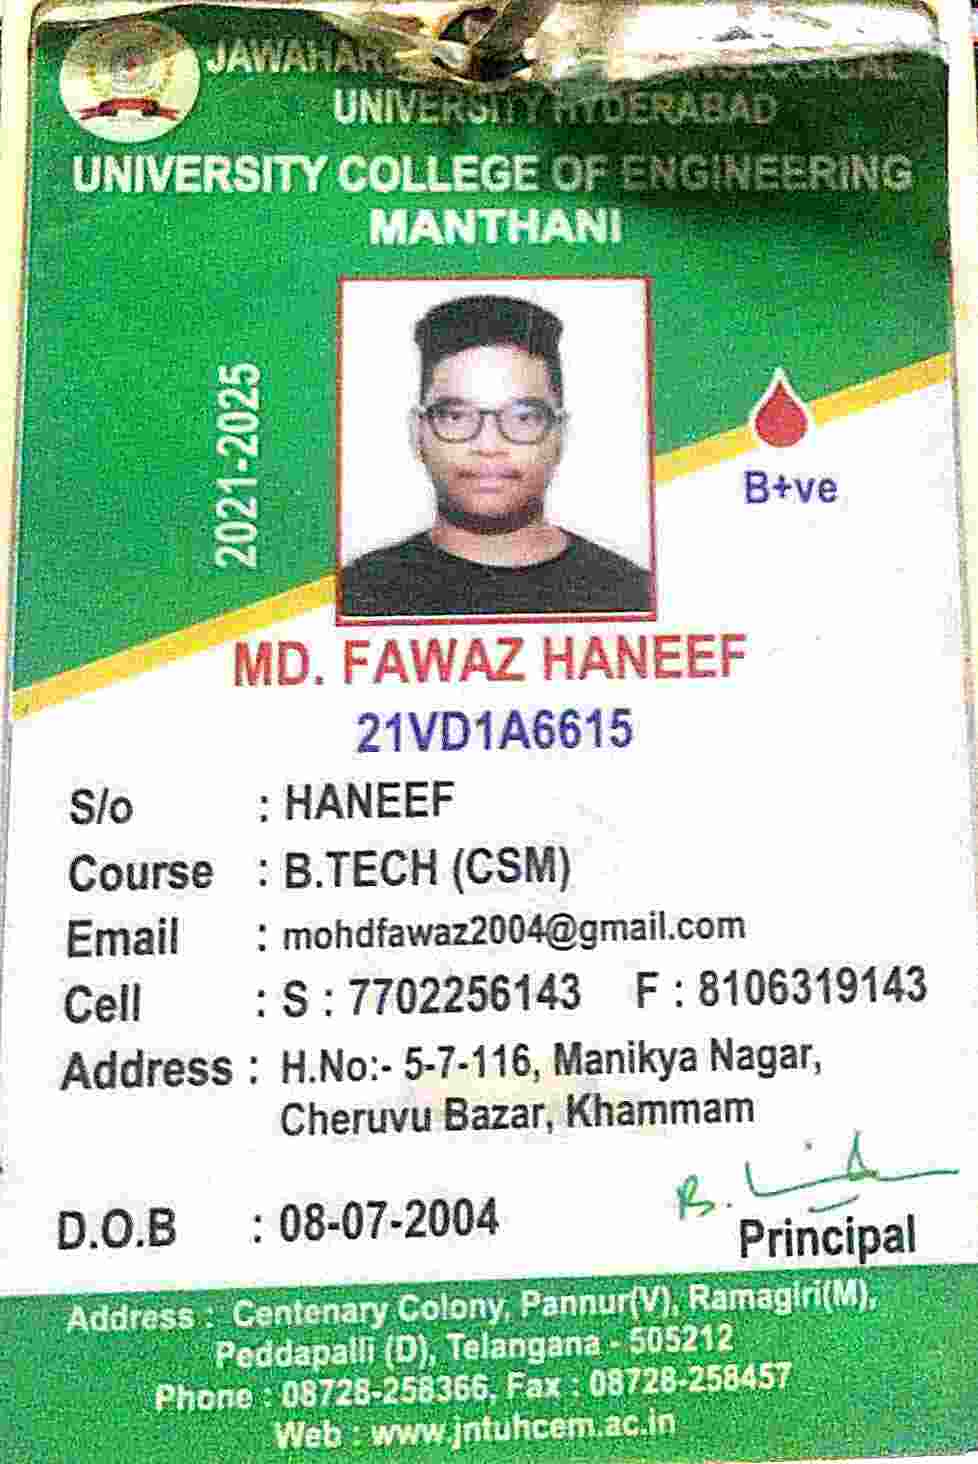 JAWAHAR
UNIVERSITY HYDERABAD
UNIVERSITY COLLEGE OF ENGINEERING
MANTHANI
2021-2025
B+ve
MD. FAWAZ HANEEF
21VD1A6615
S/o : HANEEF
Course : B.TECH (CSM)
Email : mohdfawaz2004@gmail.com
Cell : S : 7702256143 F : 8106319143
Address : H.No:- 5-7-116, Manikya Nagar,
Cheruvu Bazar, Khammam
D.O.B : 08-07-2004
Principal
Address : Centenary Colony, Pannur(V), Ramagiri(M),
Peddapalli (D), Telangana - 505212
Phone : 08728-258366, Fax : 08728-258457
Web : www.jntuhcem.ac.in